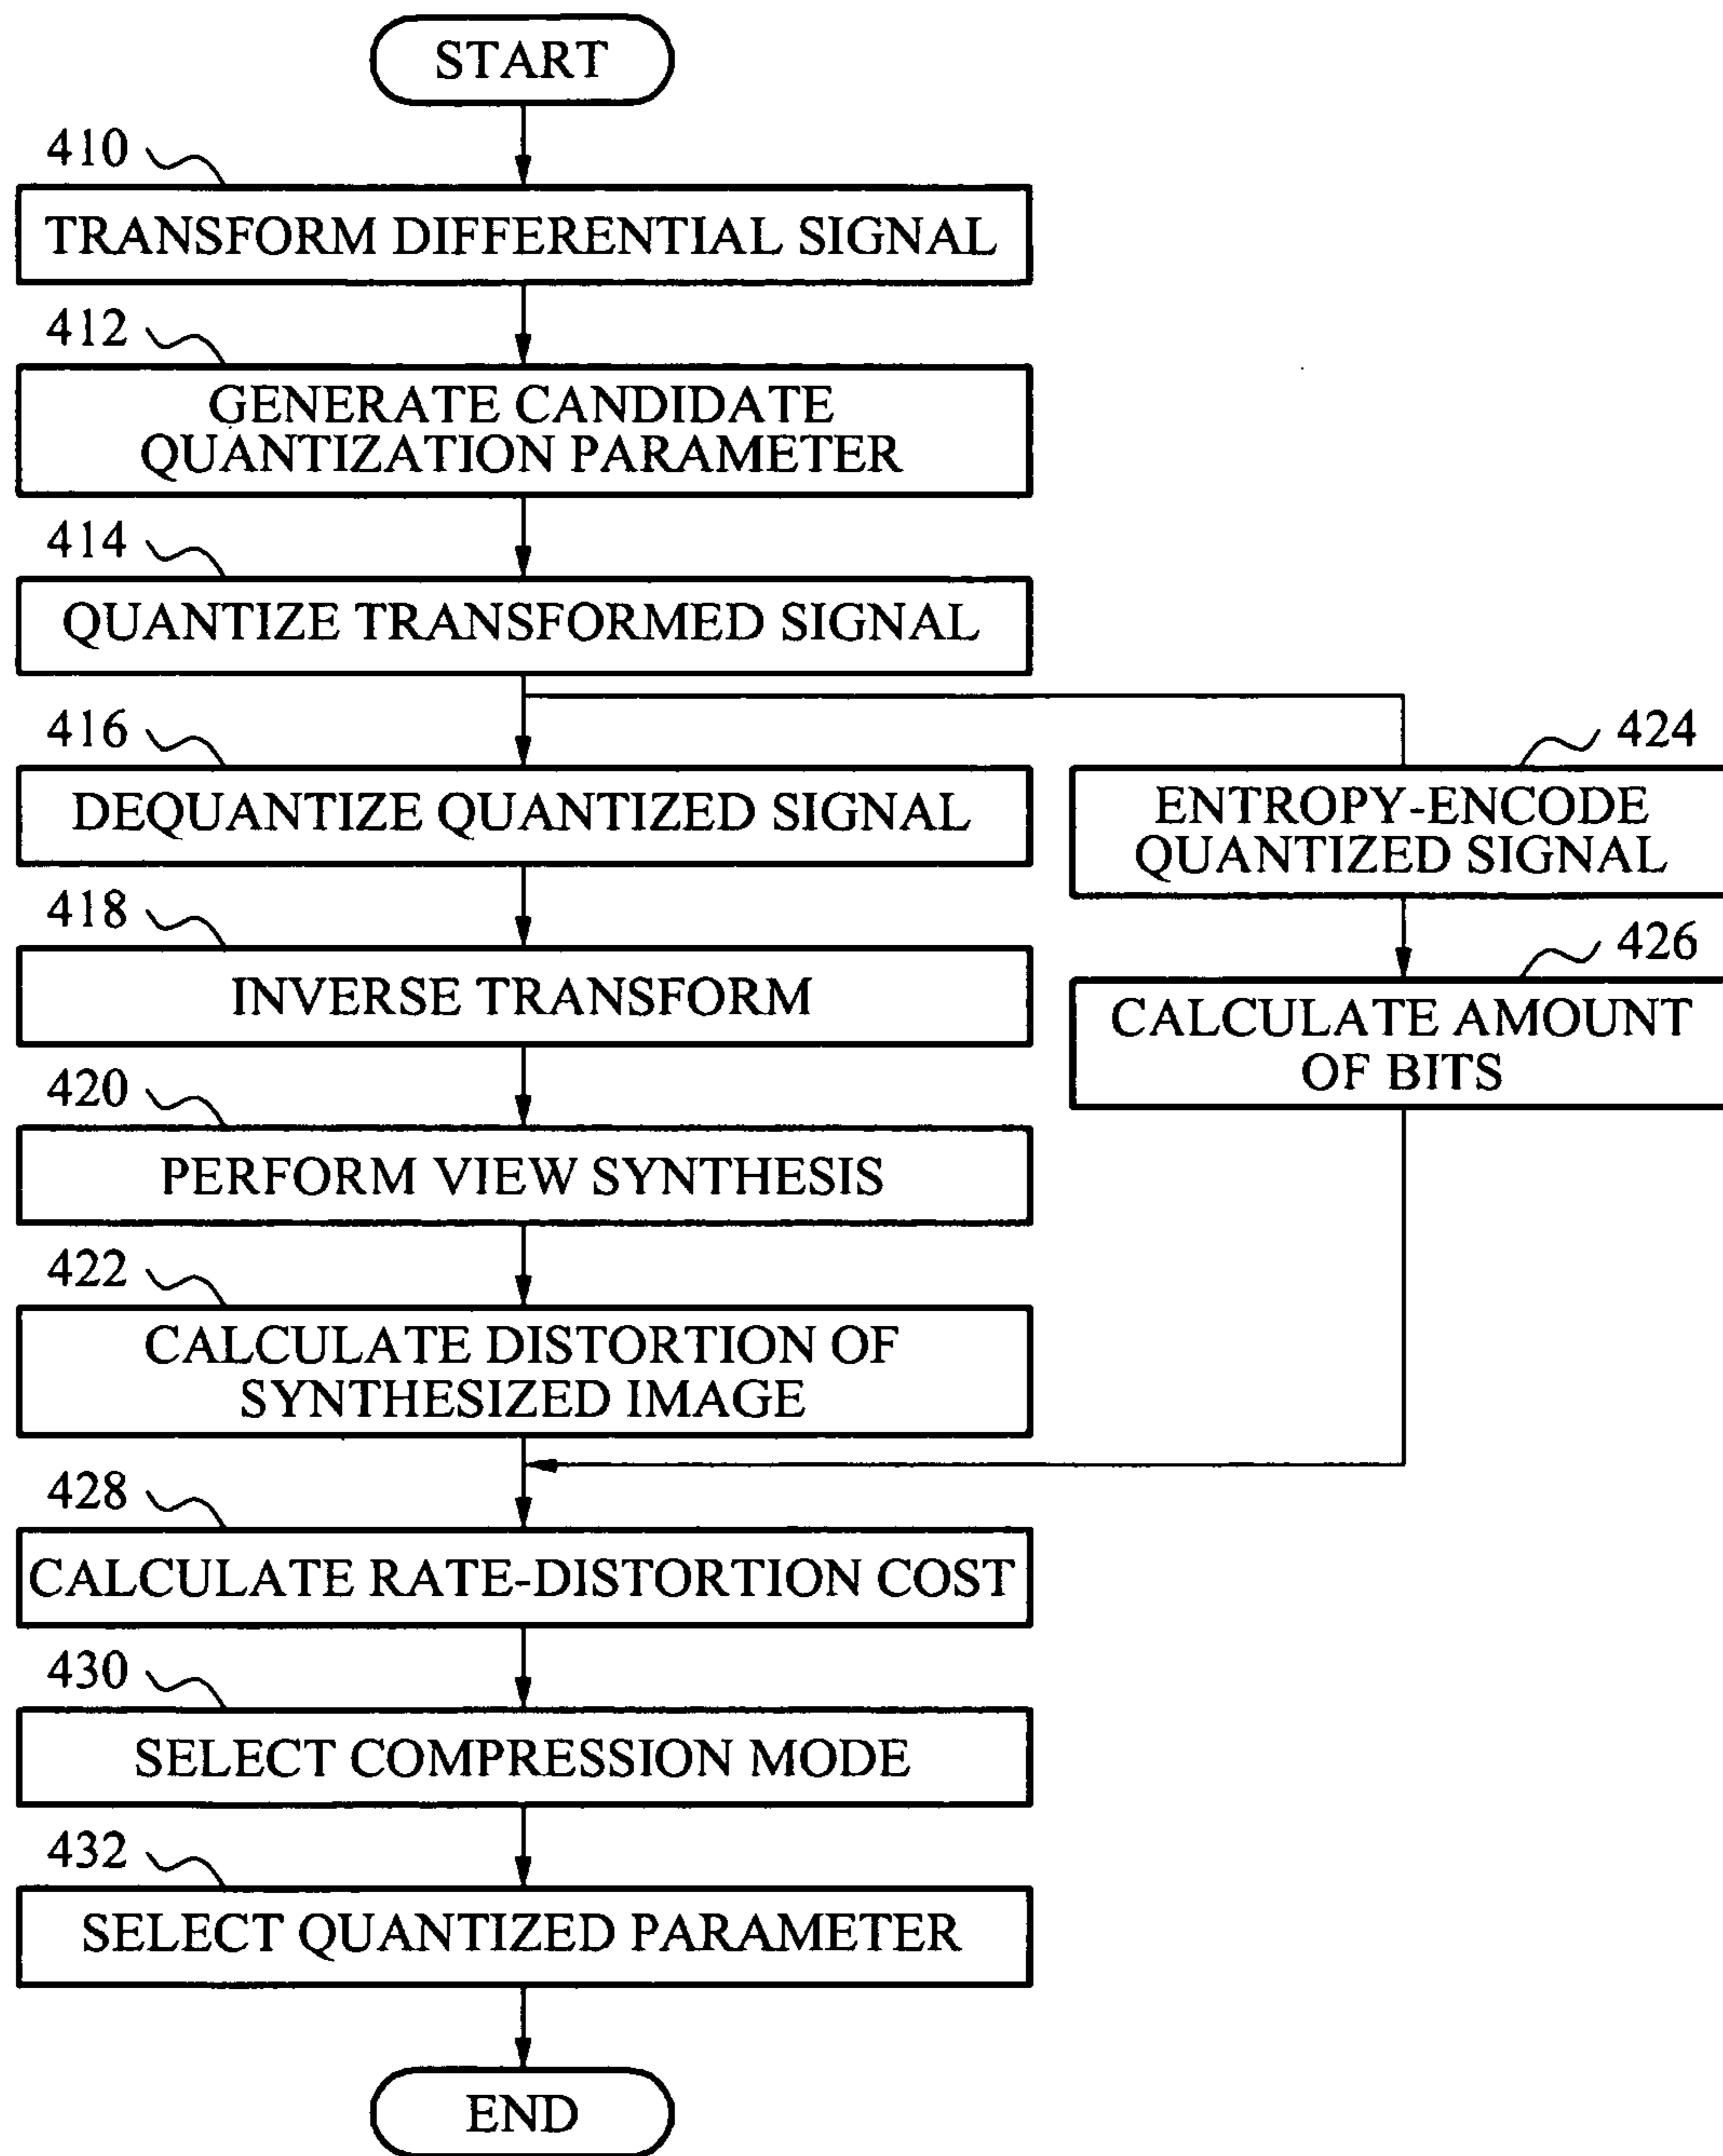 START
410
TRANSFORM DIFFERENTIAL SIGNAL
412
GENERATE CANDIDATE
QUANTIZATION PARAMETER
414
QUANTIZE TRANSFORMED SIGNAL
416
DEQUANTIZE QUANTIZED SIGNAL
424
ENTROPY-ENCODE
QUANTIZED SIGNAL
418
INVERSE TRANSFORM
426
CALCULATE AMOUNT
OF BITS
420
PERFORM VIEW SYNTHESIS
422
CALCULATE DISTORTION OF
SYNTHESIZED IMAGE
428
CALCULATE RATE-DISTORTION COST
430
SELECT COMPRESSION MODE
432
SELECT QUANTIZED PARAMETER
END